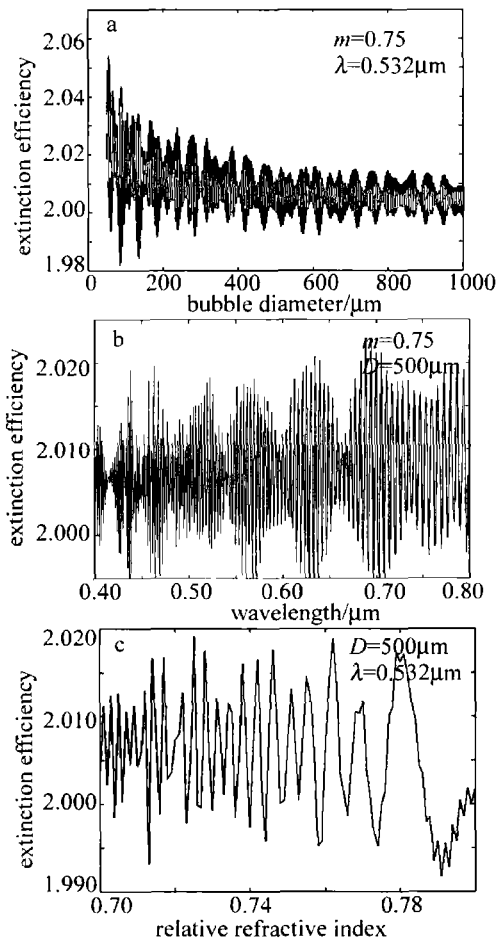 a
m=0.75
λ=0.532μm
2.06
2.04
2.02
2.00
1.98
extinction efficiency
0 200 400 600 800 1000
bubble diameter/μm
b
m=0.75
D=500μm
2.020
2.010
2.000
extinction efficiency
0.40 0.50 0.60 0.70 0.80
wavelength/μm
c
D=500μm
λ=0.532μm
2.020
2.010
2.000
1.990
extinction efficiency
0.70 0.74 0.78
relative refractive index